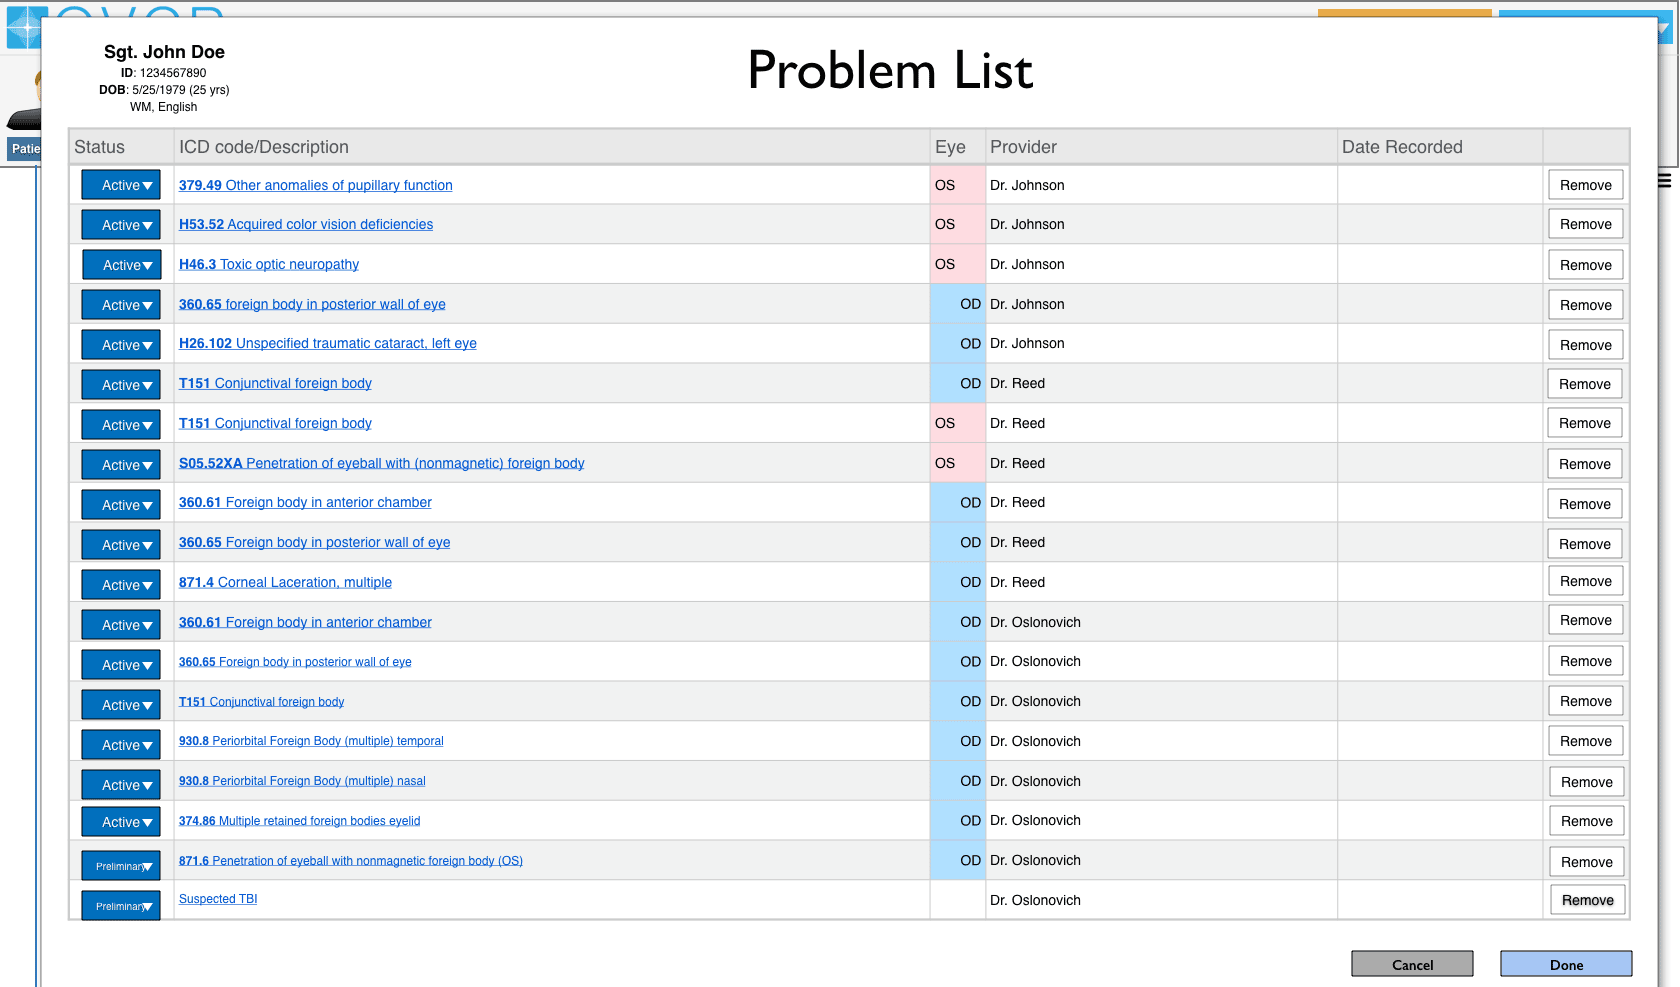 Sgt. John Doe
ID: 1234567890
DOB: 5/25/1979 (25 yrs)
WM, English
Problem List
Patie
Status ICD code/Description Eye Provider Date Recorded
Active 379.49 Other anomalies of pupillary function OS Dr. Johnson Remove
Active H53.52 Acquired color vision deficiencies OS Dr. Johnson Remove
Active H46.3 Toxic optic neuropathy OS Dr. Johnson Remove
Active 360.65 foreign body in posterior wall of eye OD Dr. Johnson Remove
Active H26.102 Unspecified traumatic cataract, left eye OD Dr. Johnson Remove
Active T151 Conjunctival foreign body OD Dr. Reed Remove
Active T151 Conjunctival foreign body OS Dr. Reed Remove
Active S05.52XA Penetration of eyeball with (nonmagnetic) foreign body OS Dr. Reed Remove
Active 360.61 Foreign body in anterior chamber OD Dr. Reed Remove
Active 360.65 Foreign body in posterior wall of eye OD Dr. Reed Remove
Active 871.4 Corneal Laceration, multiple OD Dr. Reed Remove
Active 360.61 Foreign body in anterior chamber OD Dr. Oslonovich Remove
Active 360.65 Foreign body in posterior wall of eye OD Dr. Oslonovich Remove
Active T151 Conjunctival foreign body OD Dr. Oslonovich Remove
Active 930.8 Periorbital Foreign Body (multiple) temporal OD Dr. Oslonovich Remove
Active 930.8 Periorbital Foreign Body (multiple) nasal OD Dr. Oslonovich Remove
Active 374.86 Multiple retained foreign bodies eyelid OD Dr. Oslonovich Remove
Preliminary 871.6 Penetration of eyeball with nonmagnetic foreign body (OS) OD Dr. Oslonovich Remove
Preliminary Suspected TBI Dr. Oslonovich Remove
Cancel Done